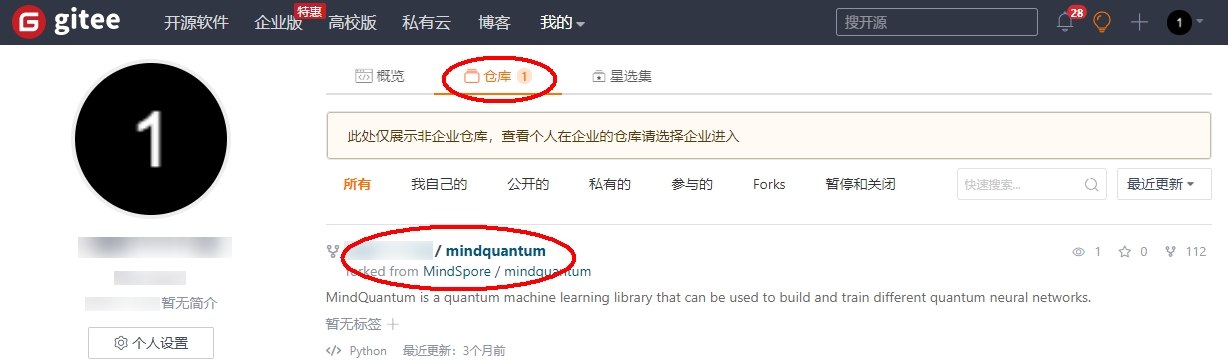 gitee 开源软件 企业版 特惠 高校版 私有云 博客 我的 搜开源 28 1
1
概览 仓库 1 星选集
此处仅展示非企业仓库，查看个人在企业的仓库请选择企业进入
所有 我自己的 公开的 私有的 参与的 Forks 暂停和关闭 快速搜索... 最近更新
/ mindquantum 1 0 112
forked from MindSpore / mindquantum
MindQuantum is a quantum machine learning library that can be used to build and train different quantum neural networks.
暂无简介
暂无标签
个人设置
Python 最近更新：3个月前